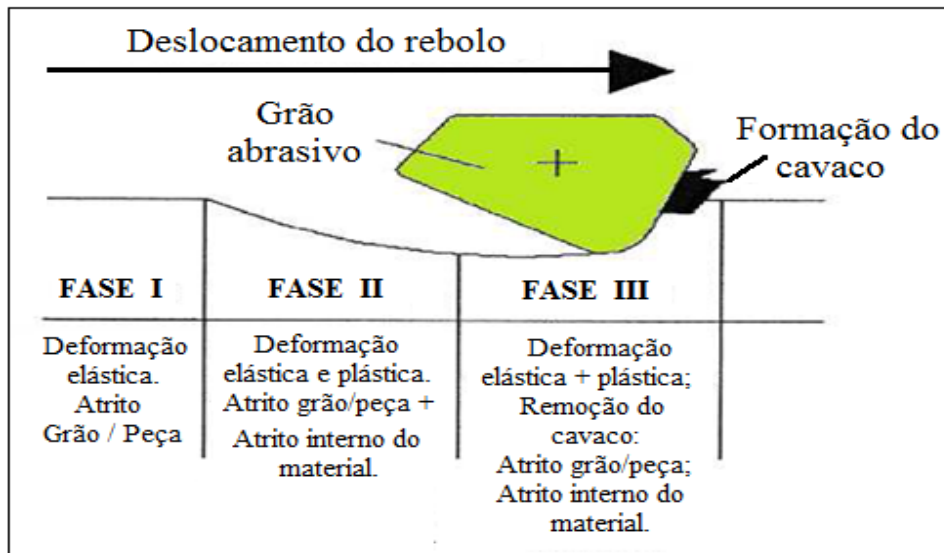 Deslocamento do rebolo
Grão
abrasivo
Formação do
cavaco
FASE I
Deformação
elástica.
Atrito
Grão / Peça
FASE II
Deformação
elástica e plástica.
Atrito grão/peça +
Atrito interno do
material.
FASE III
Deformação
elástica + plástica;
Remoção do
cavaco:
Atrito grão/peça;
Atrito interno do
material.